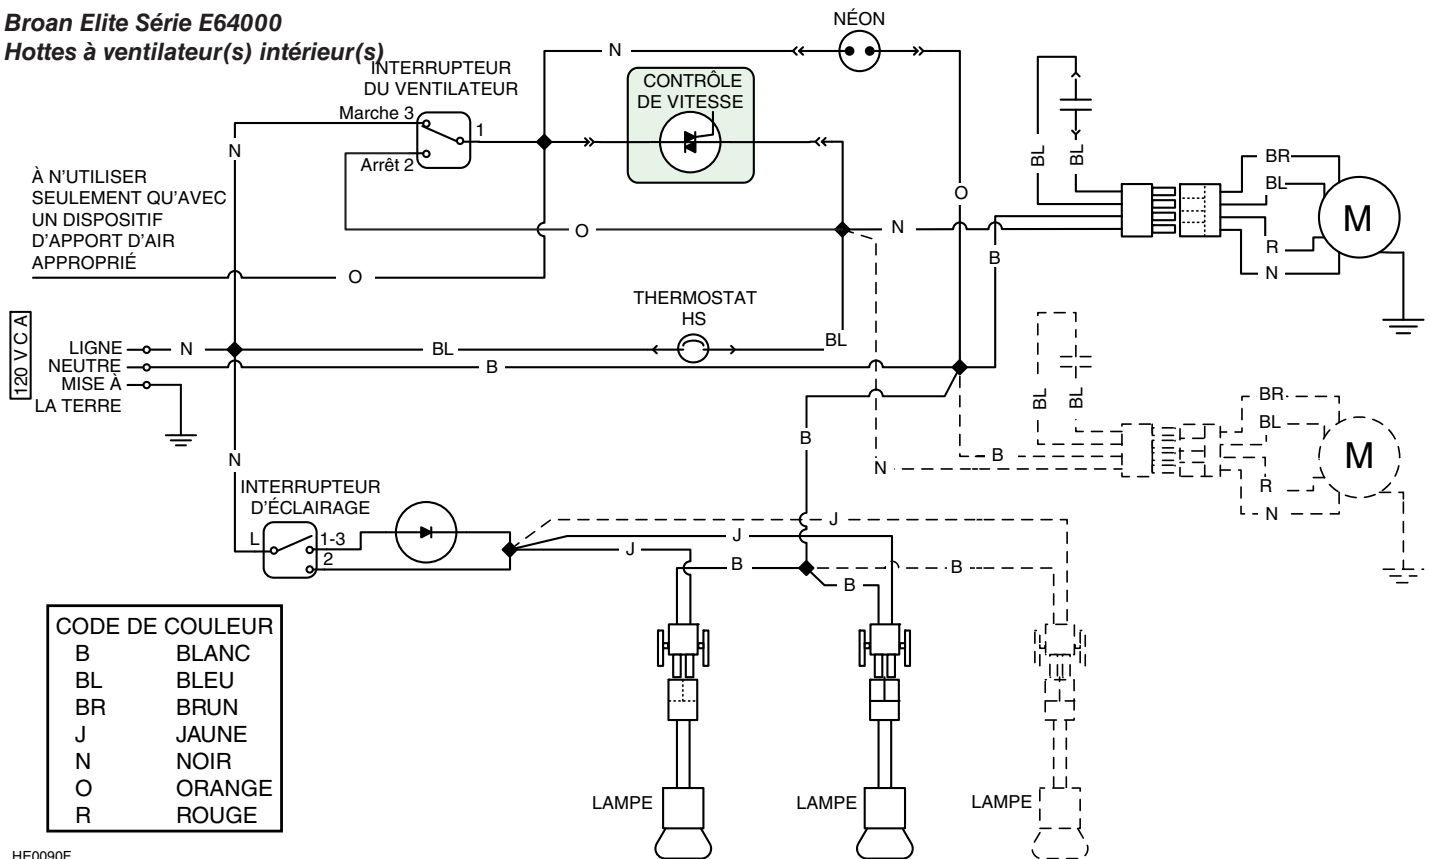 Broan Elite Série E64000
Hottes à ventilateur(s) intérieur(s)
NÉON
N
INTERRUPTEUR
DU VENTILATEUR
CONTRÔLE
DE VITESSE
Marche 3
1
Arrêt 2
N
BL
BL
BR
BL
M
R
N
À N'UTILISER
SEULEMENT QU'AVEC
UN DISPOSITIF
D'APPORT D'AIR
APPROPRIÉ
O
O
N
B
O
THERMOSTAT
HS
120 V C A
LIGNE
N
BL
BL
NEUTRE
B
MISE À
LA TERRE
BL
BL
BR
BL
M
R
N
B
B
N
N
INTERRUPTEUR
D'ÉCLAIRAGE
L
1-3
2
J
J
J
B
B
B
CODE DE COULEUR
B BLANC
BL BLEU
BR BRUN
J JAUNE
N NOIR
O ORANGE
R ROUGE
LAMPE
LAMPE
LAMPE
HE0090F